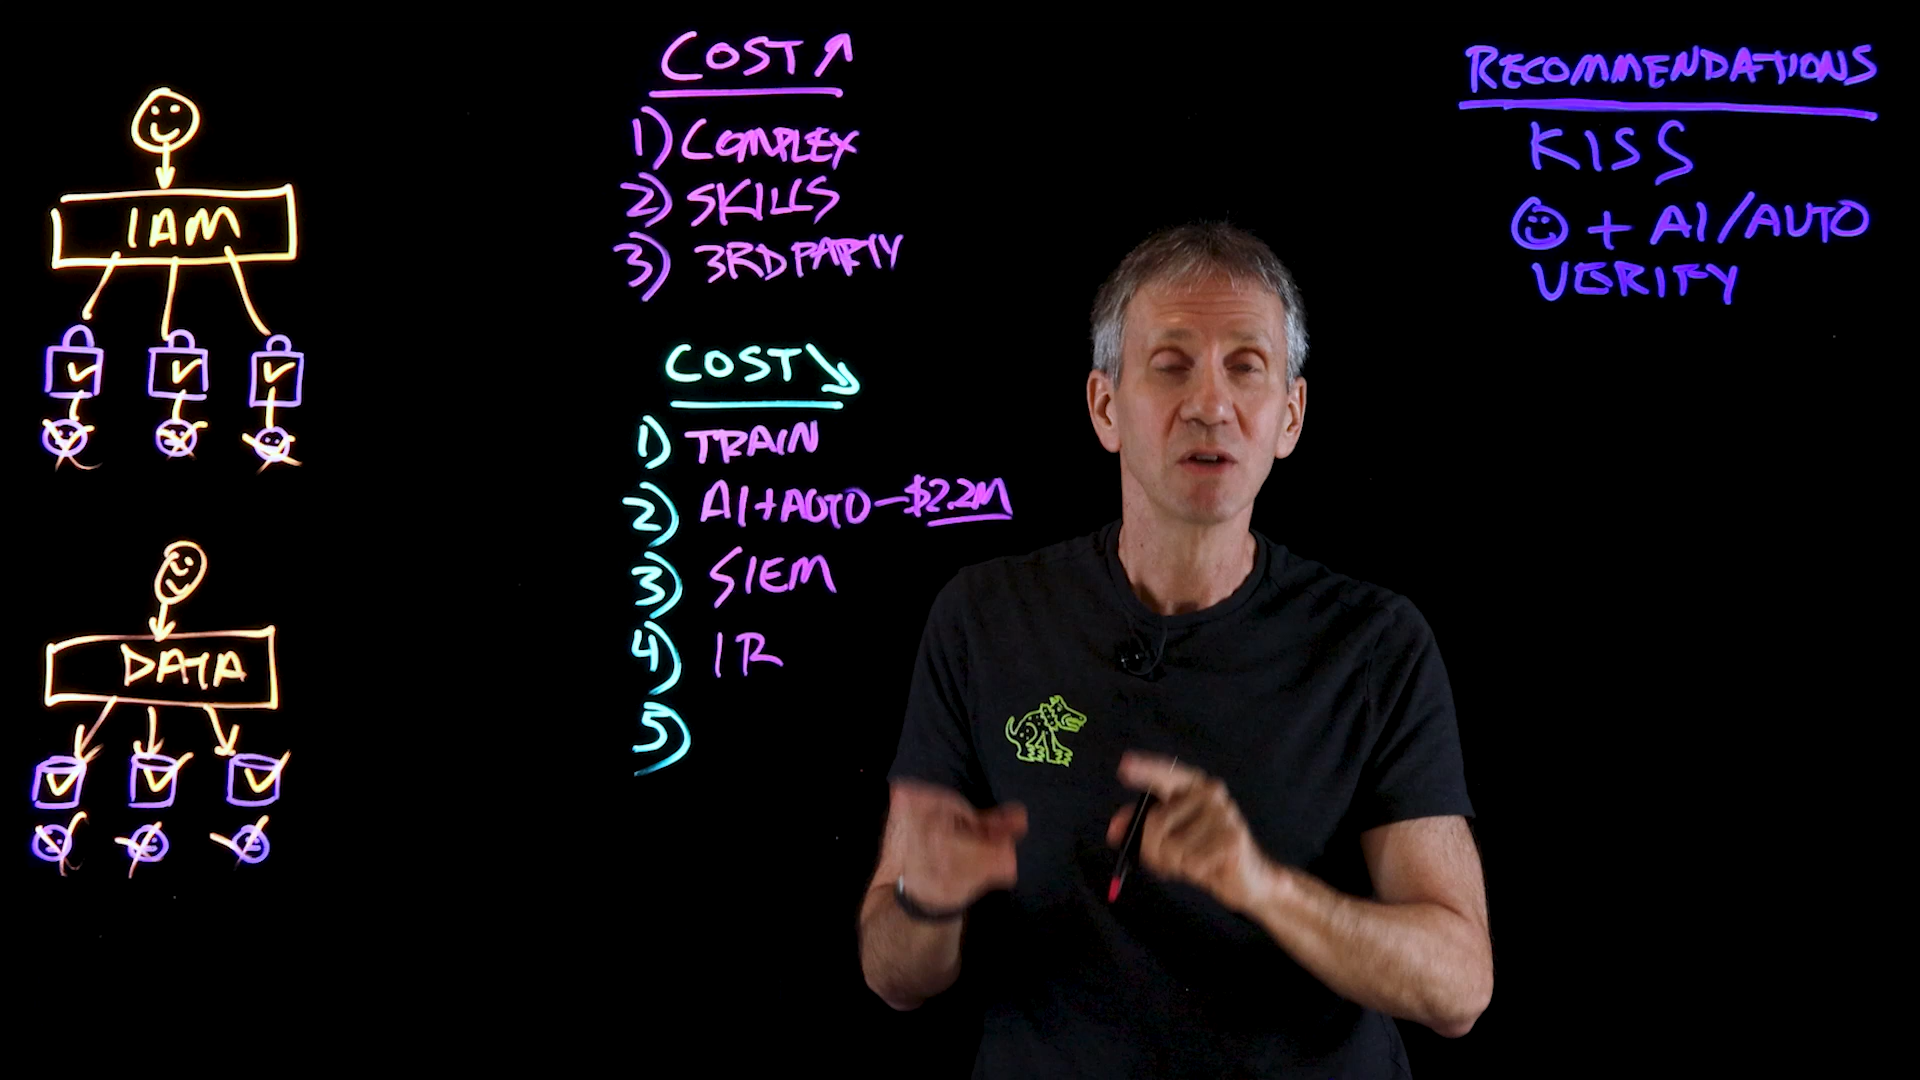 IAM
DATA
COST
1) COMPLEX
2) SKILLS
3) 3RD PARTY
COST
1) TRAIN
2) AI+AUTO-$2.2M
3) SIEM
4) IR
5)
RECOMMENDATIONS
KISS
+ AI/AUTO
VERIFY